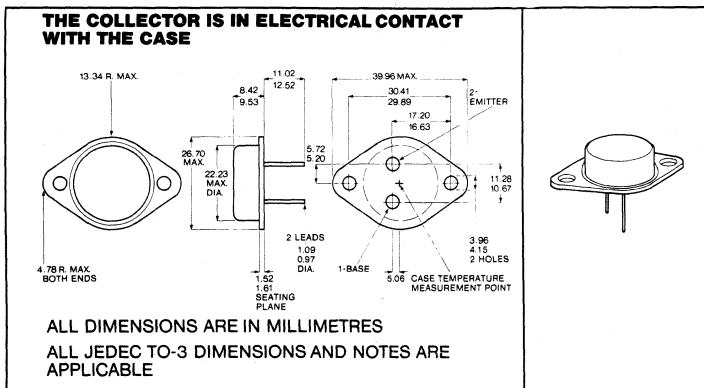 THE COLLECTOR IS IN ELECTRICAL CONTACT
WITH THE CASE
13.34 R. MAX.
8.42
9.53
11.02
12.52
39.96 MAX.
30.41
29.89
2-
EMITTER
17.20
16.63
26.70
MAX.
22.23
MAX.
DIA.
5.72
5.20
11.28
10.67
2 LEADS
1.09
0.97
DIA.
3.96
4.15
2 HOLES
4.78 R. MAX.
BOTH ENDS
1.52
1.61
SEATING
PLANE
1-BASE
5.06
CASE TEMPERATURE
MEASUREMENT POINT
ALL DIMENSIONS ARE IN MILLIMETRES
ALL JEDEC TO-3 DIMENSIONS AND NOTES ARE
APPLICABLE